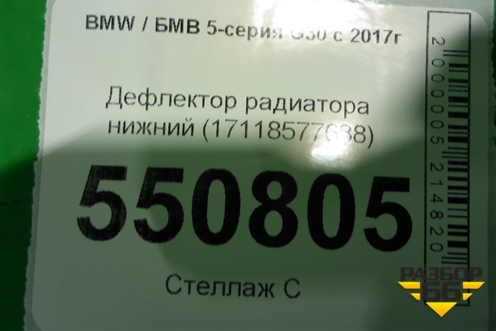 BMW / БМВ 5-серия G30 с 2017г
Дефлектор радиатора
нижний (17118577638)
550805
Стеллаж С
2000005214820
РАЗБОР
66